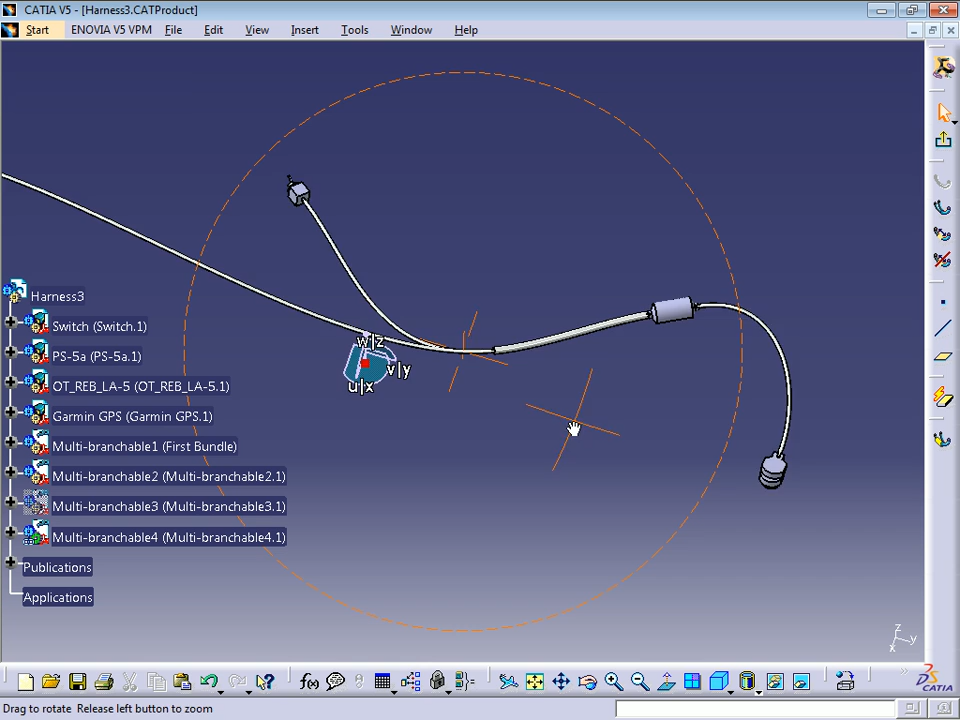 CATIA V5 - [Harness3.CATProduct]
Start ENOVIA V5 VPM File Edit View Insert Tools Window Help
w|z
v|y
u|x
Harness3
Switch (Switch.1)
PS-5a (PS-5a.1)
OT_REB_LA-5 (OT_REB_LA-5.1)
Garmin GPS (Garmin GPS.1)
Multi-branchable1 (First Bundle)
Multi-branchable2 (Multi-branchable2.1)
Multi-branchable3 (Multi-branchable3.1)
Multi-branchable4 (Multi-branchable4.1)
Publications
Applications
z
y
x
f(x)
CATIA
Drag to rotate Release left button to zoom